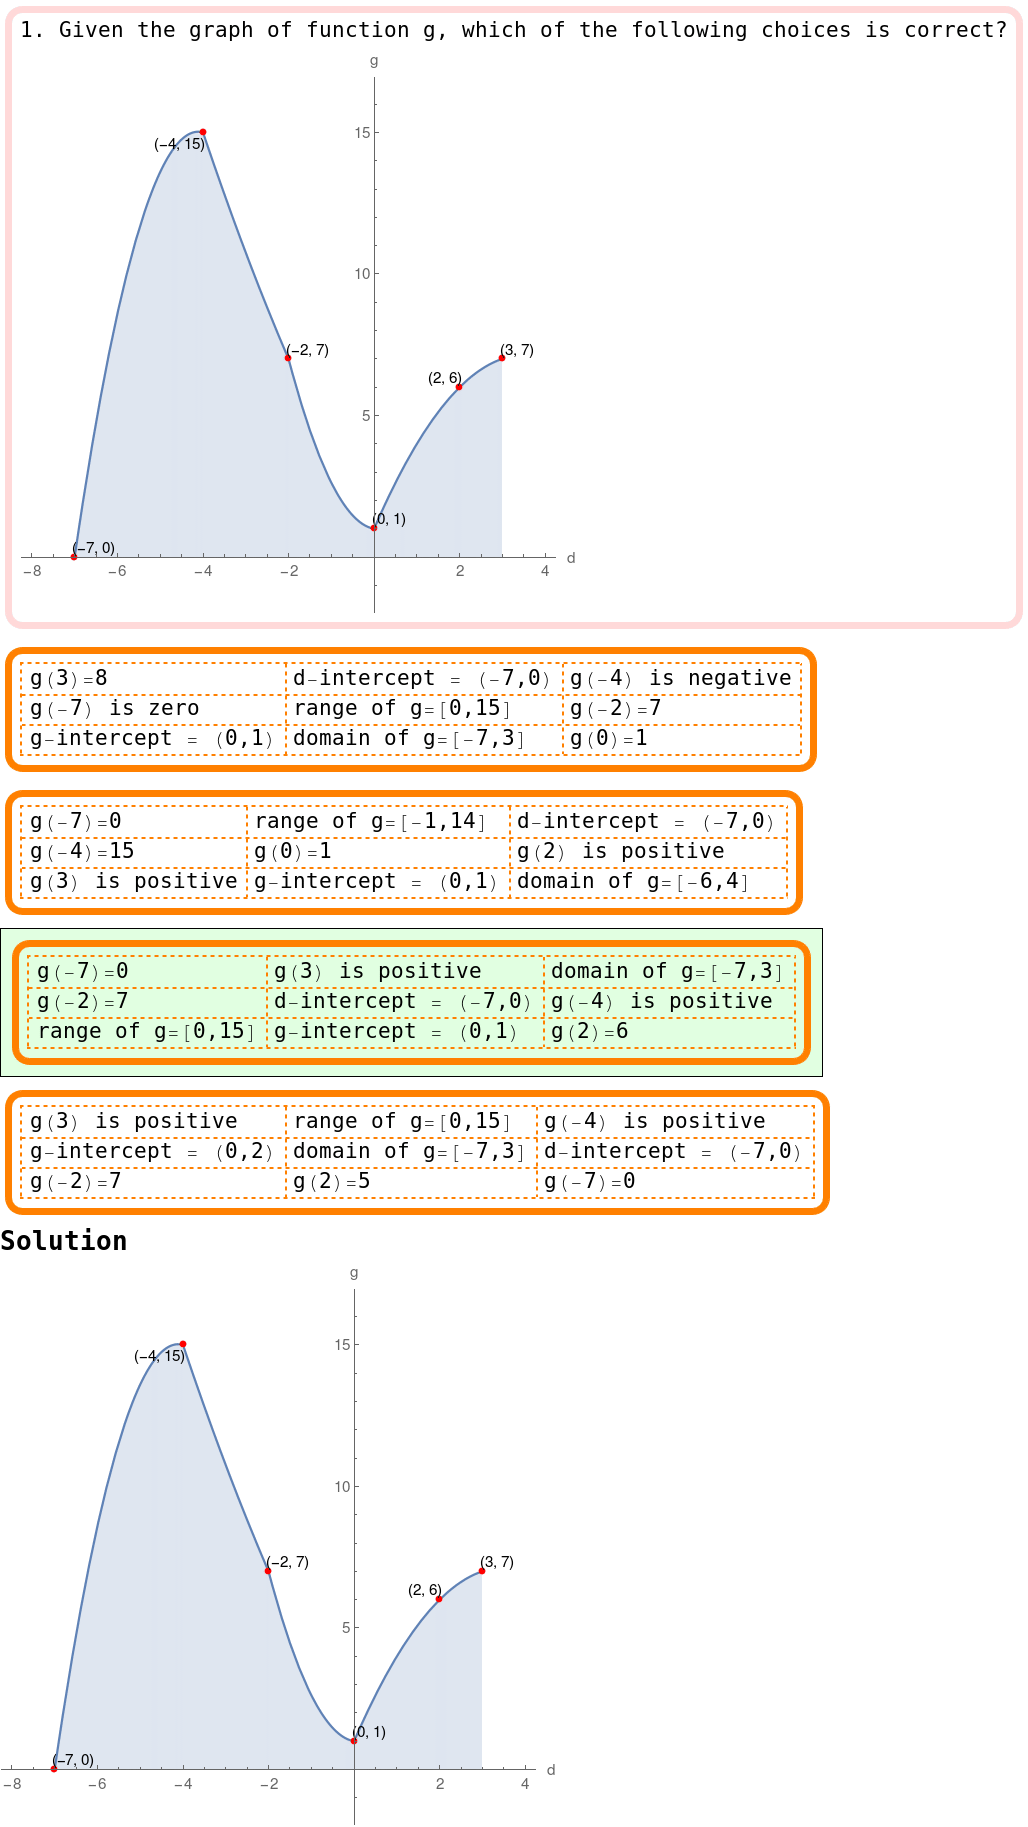 1. Given the graph of function g, which of the following choices is correct?
g
15
(−4, 15)
10
(−2, 7)
(3, 7)
(2, 6)
5
(0, 1)
(−7, 0)
d
−8 −6 −4 −2 2 4
g(3)=8 d-intercept = (-7,0) g(-4) is negative
g(-7) is zero range of g=[0,15] g(-2)=7
g-intercept = (0,1) domain of g=[-7,3] g(0)=1
g(-7)=0 range of g=[-1,14] d-intercept = (-7,0)
g(-4)=15 g(0)=1 g(2) is positive
g(3) is positive g-intercept = (0,1) domain of g=[-6,4]
g(-7)=0 g(3) is positive domain of g=[-7,3]
g(-2)=7 d-intercept = (-7,0) g(-4) is positive
range of g=[0,15] g-intercept = (0,1) g(2)=6
g(3) is positive range of g=[0,15] g(-4) is positive
g-intercept = (0,2) domain of g=[-7,3] d-intercept = (-7,0)
g(-2)=7 g(2)=5 g(-7)=0
Solution
g
15
(−4, 15)
10
(−2, 7)
(3, 7)
(2, 6)
5
(0, 1)
(−7, 0)
d
−8 −6 −4 −2 2 4